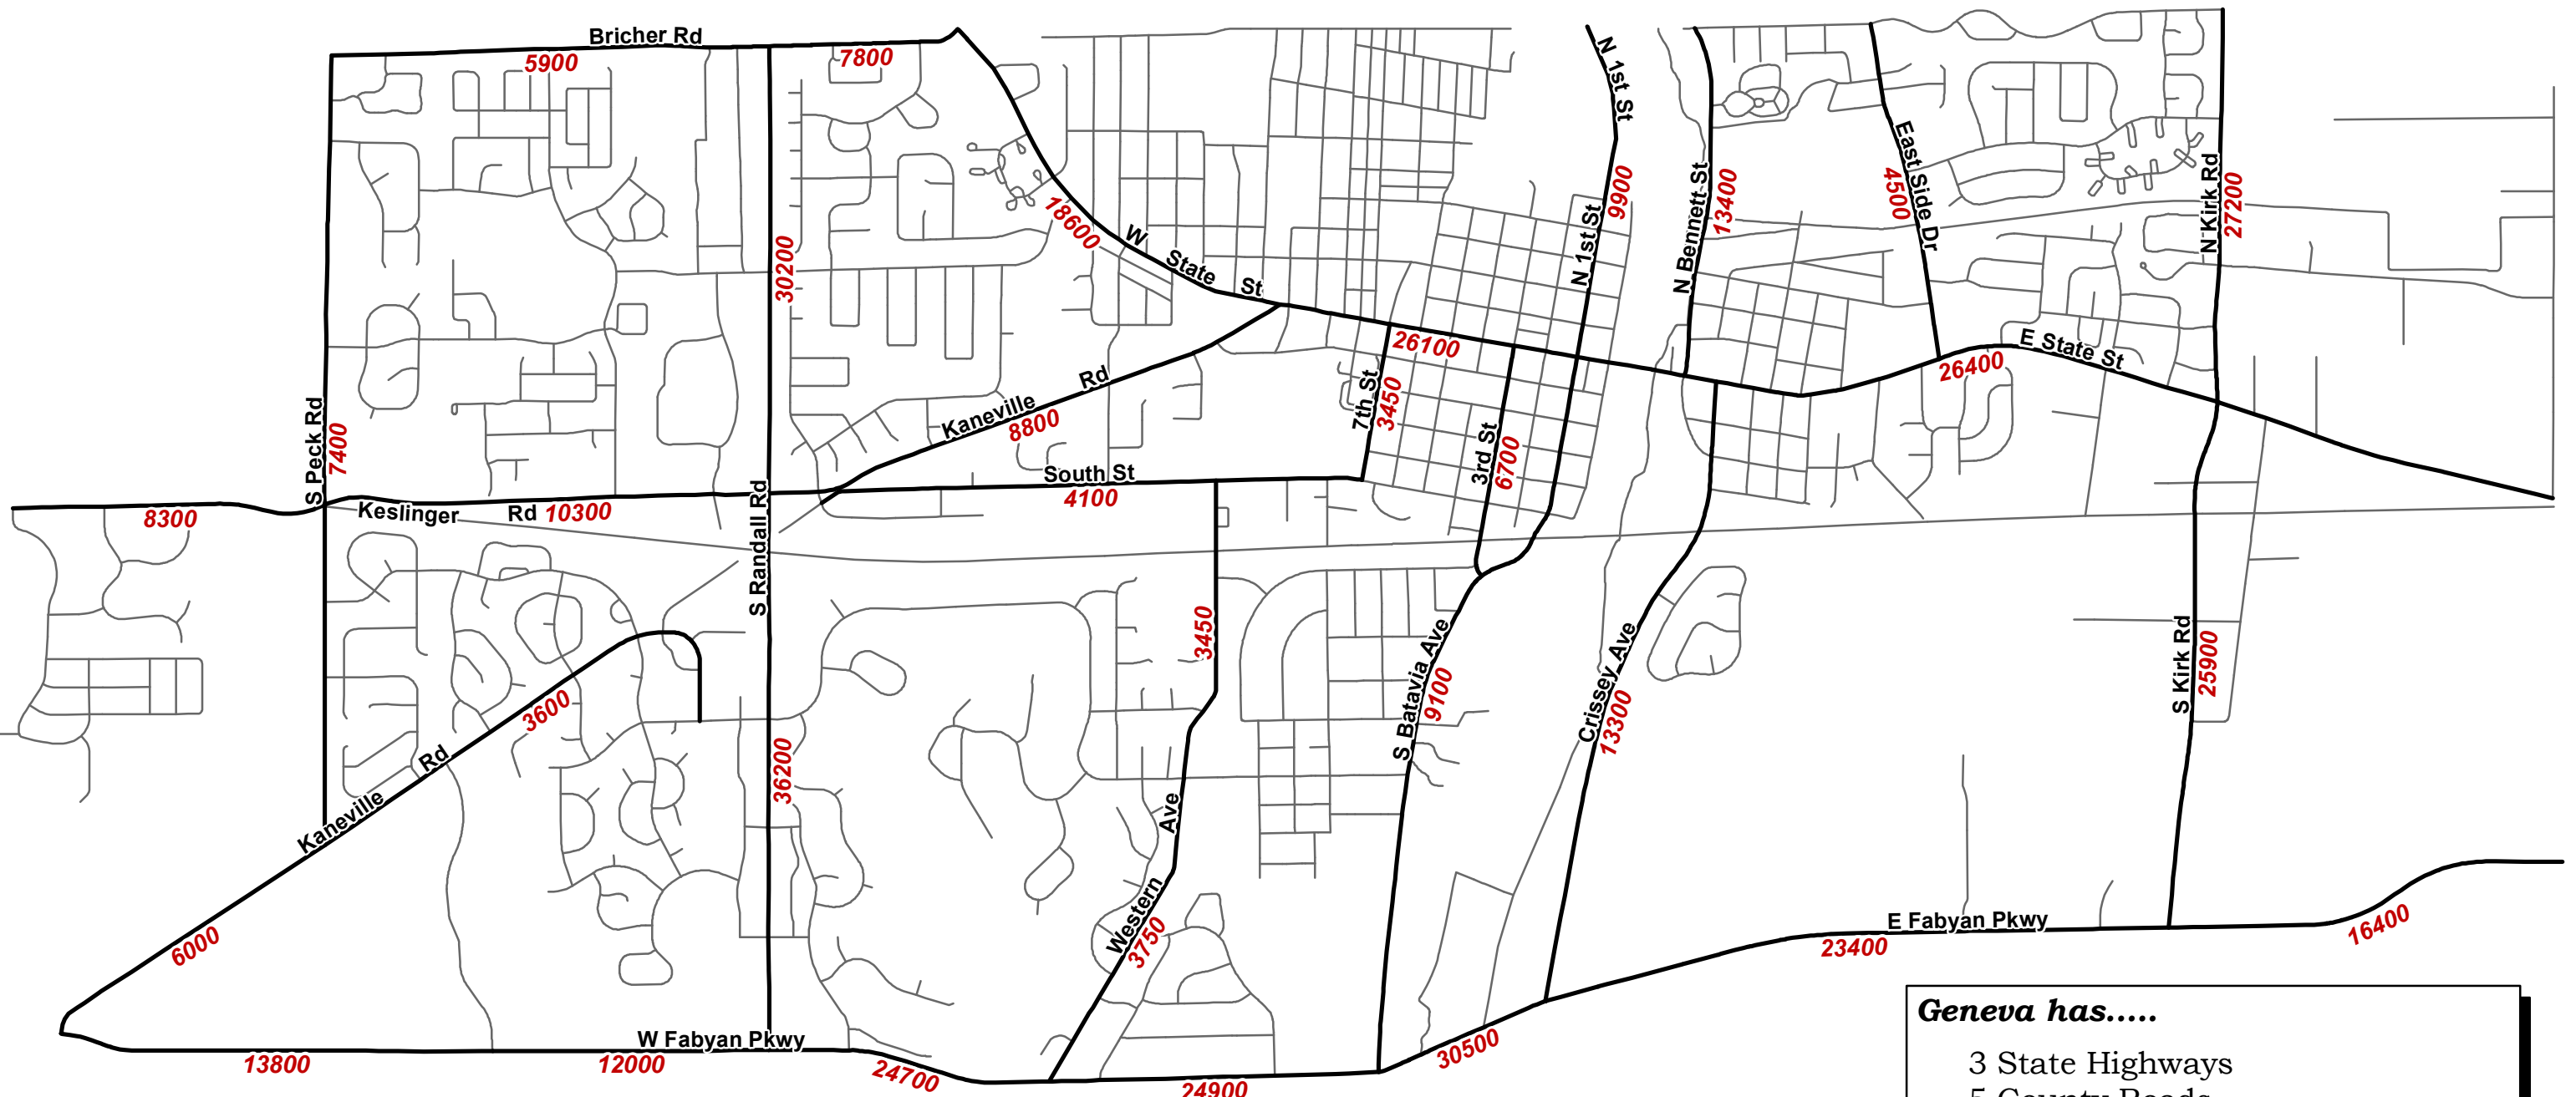 Bricher Rd
5900
7800
N 1st St
18600
W State St
30200
N 1st St
9900
N Bennett St
13400
East Side Dr
4500
N Kirk Rd
27200
26100
E State St
26400
Kaneville Rd
8800
7th St
3450
3rd St
6700
S Peck Rd
7400
South St
4100
8300
Keslinger Rd 10300
S Randall Rd
3450
S Batavia Ave
9100
Crissey Ave
13300
S Kirk Rd
25900
3600
Kaneville Rd
36200
Western Ave
3750
6000
E Fabyan Pkwy
23400
16400
W Fabyan Pkwy
13800
12000
24700
24900
30500
Geneva has.....
3 State Highways
5 County Roads